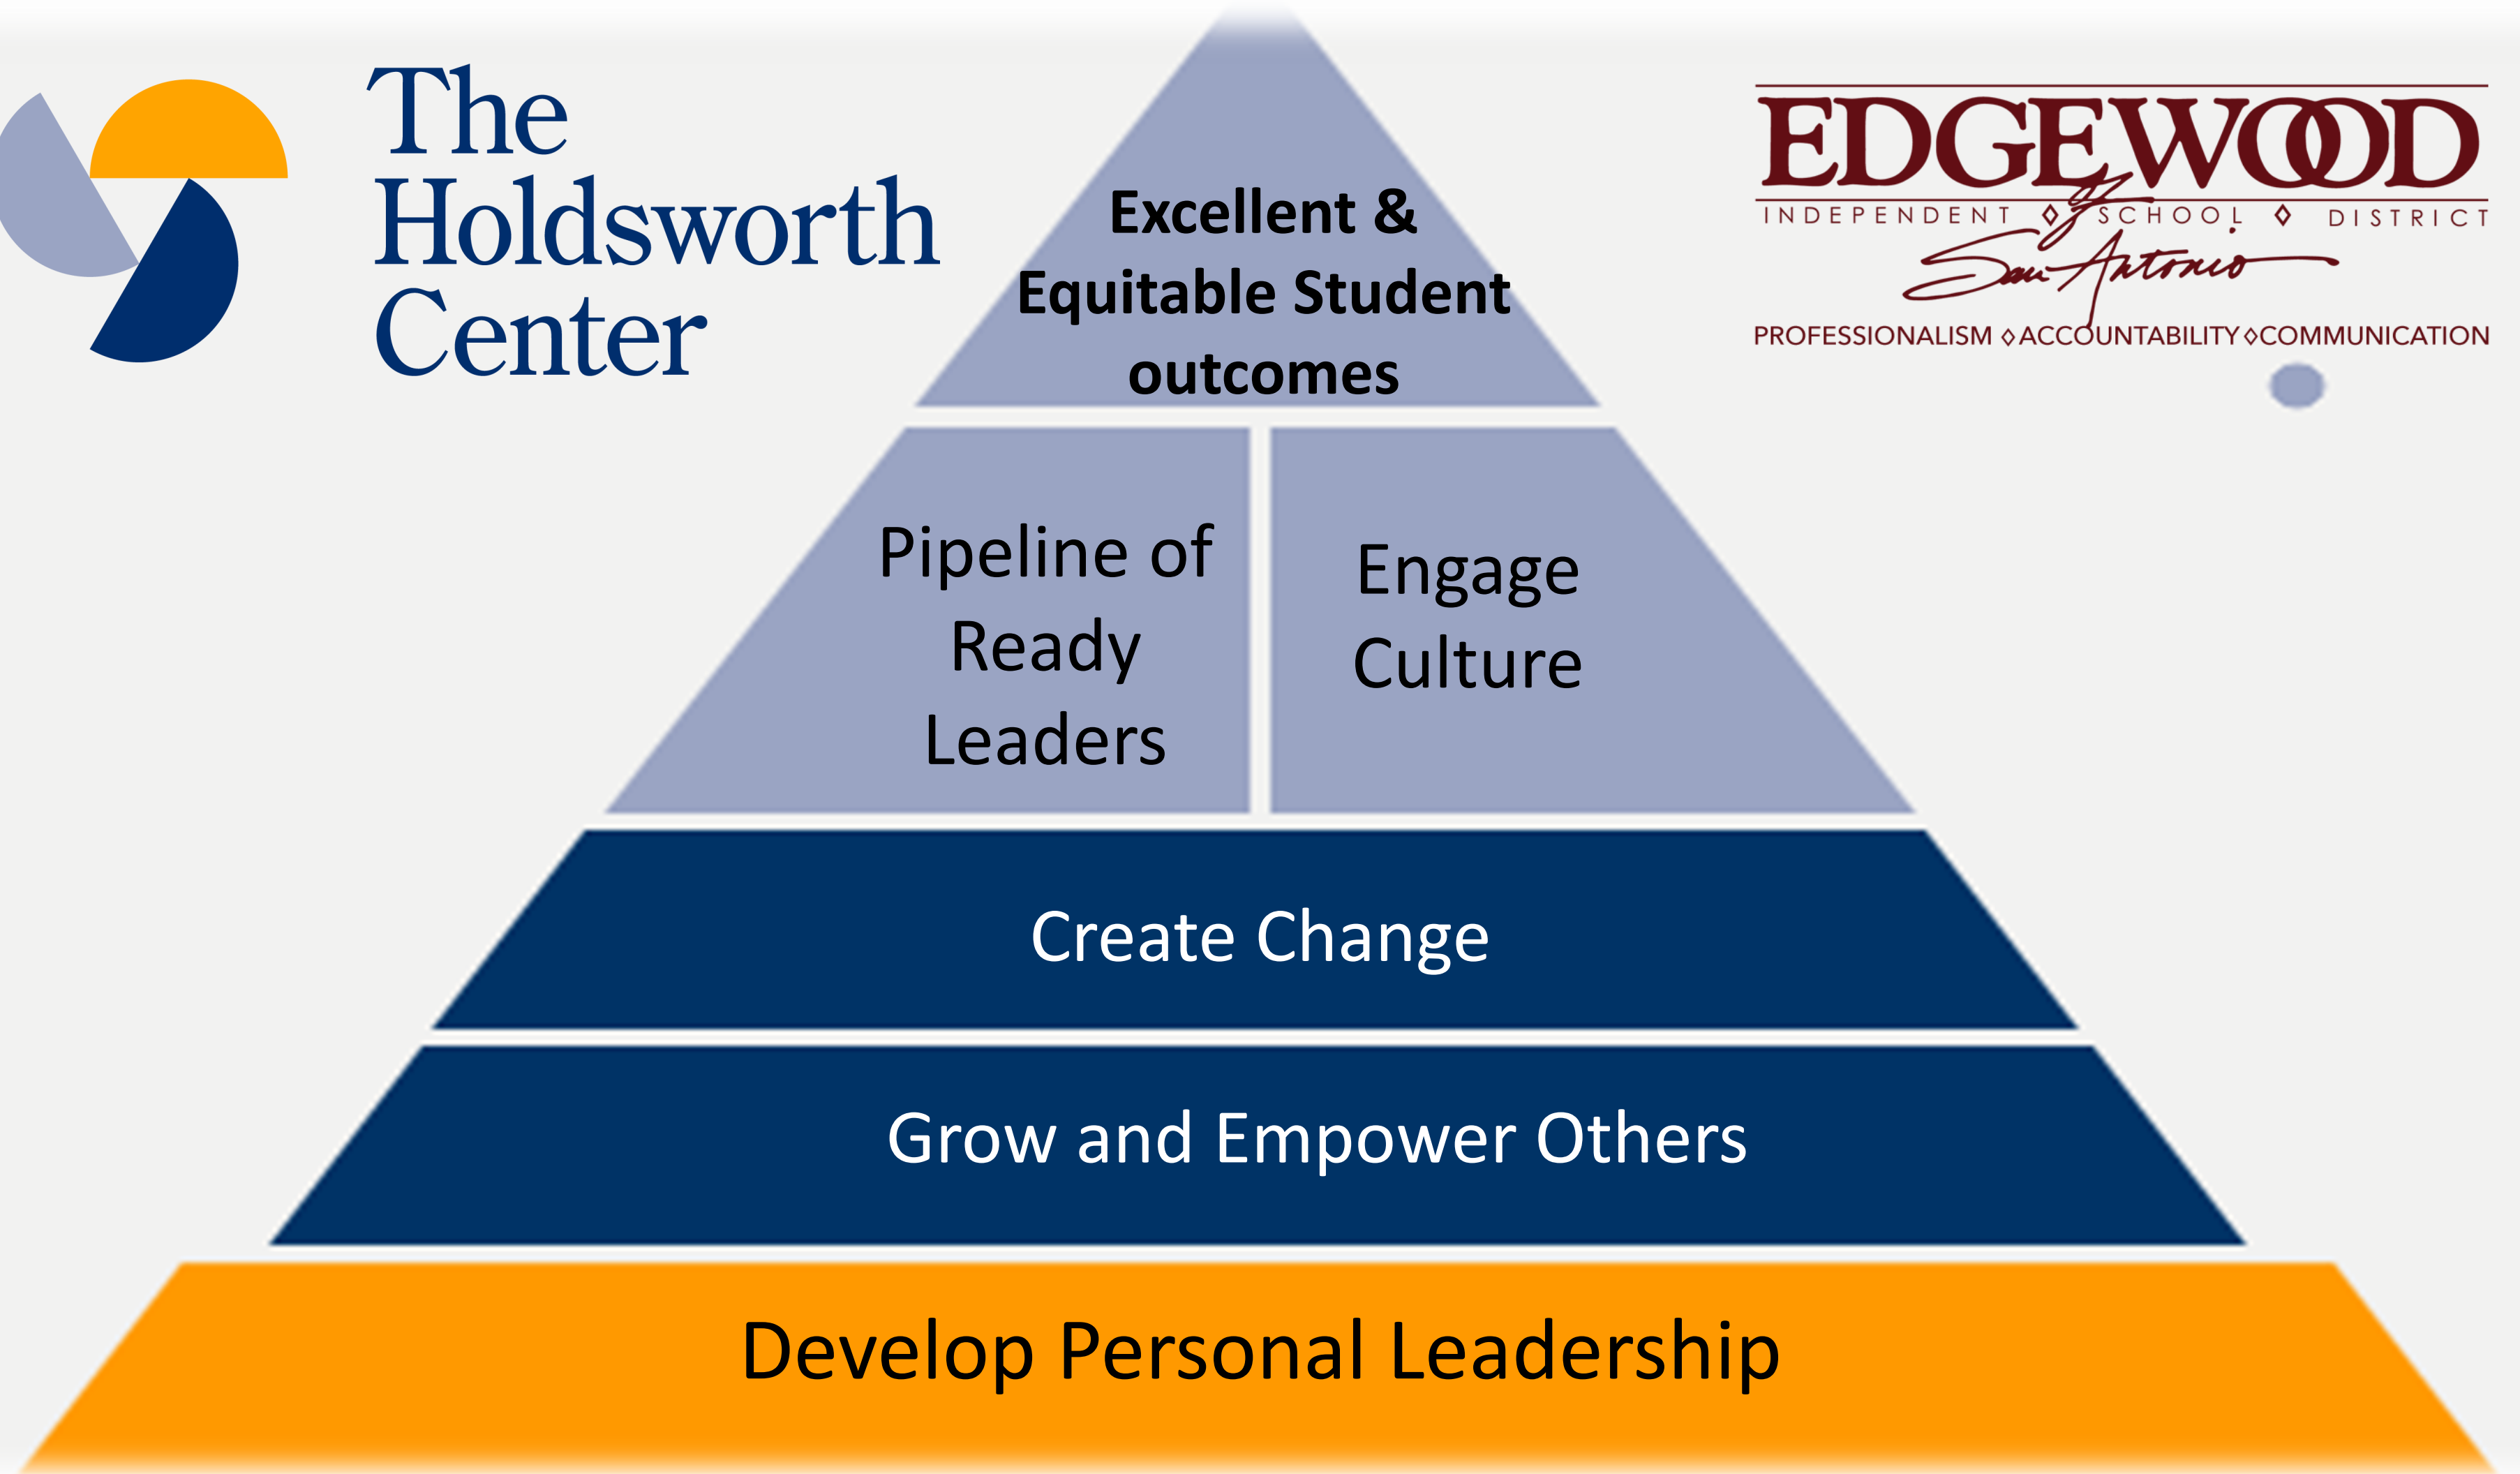 The
Holdsworth
Center
EDGEWOOD
INDEPENDENT ◊ SCHOOL ◊ DISTRICT
of
San Antonio
PROFESSIONALISM ◊ ACCOUNTABILITY ◊ COMMUNICATION
Excellent &
Equitable Student
outcomes
Pipeline of
Ready
Leaders
Engage
Culture
Create Change
Grow and Empower Others
Develop Personal Leadership